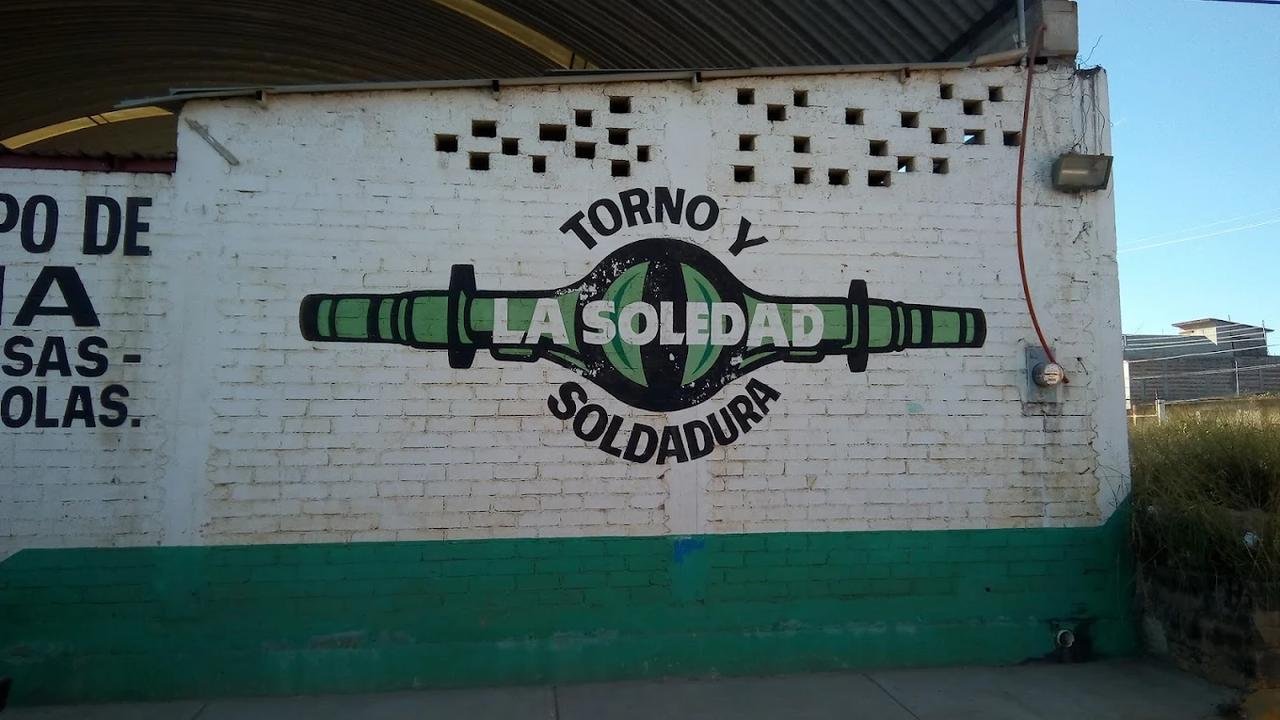 PO DE
SAS -
OLAS.
TORNO Y
LA SOLEDAD
SOLDADURA